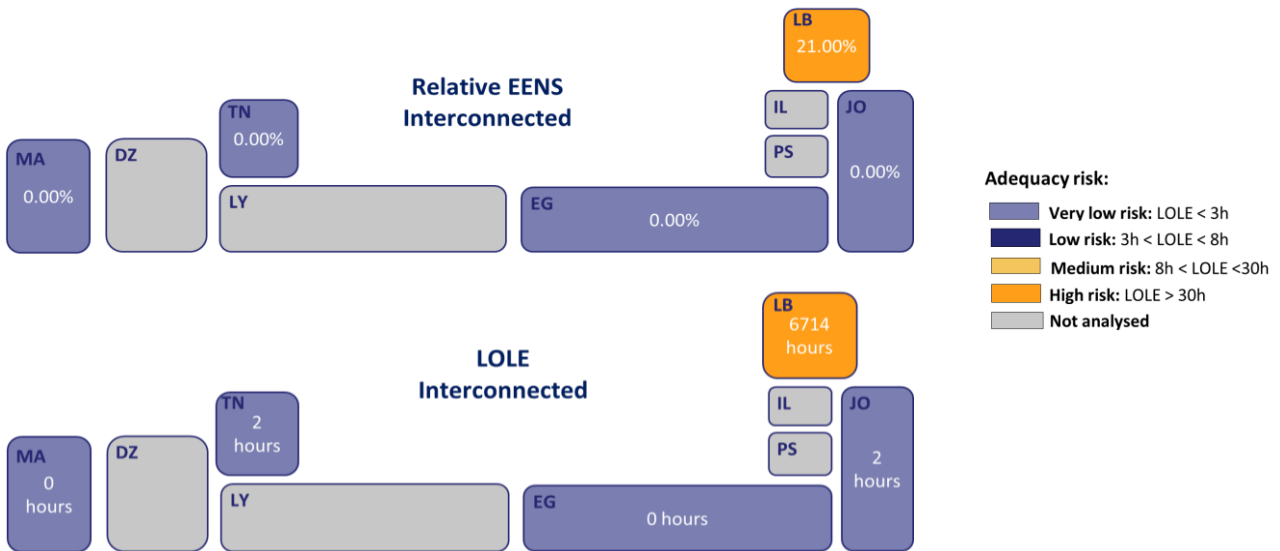 LB
21.00%
Relative EENS
Interconnected
TN
0.00%
IL
JO
MA
0.00%
DZ
PS
0.00%
LY
EG
0.00%
Adequacy risk:
Very low risk: LOLE < 3h
Low risk: 3h < LOLE < 8h
Medium risk: 8h < LOLE <30h
High risk: LOLE > 30h
Not analysed
LB
6714
hours
LOLE
Interconnected
TN
2
hours
IL
JO
MA
0
hours
DZ
PS
2
hours
LY
EG
0 hours